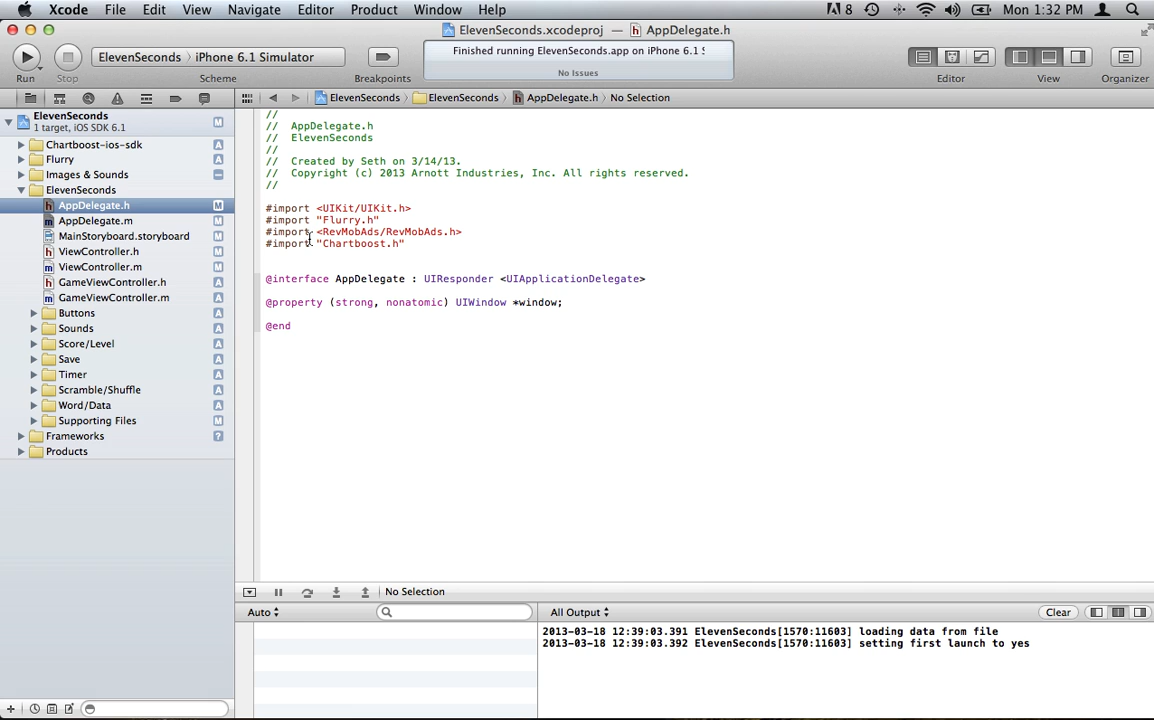 Xcode File Edit View Navigate Editor Product Window Help 8 Mon 1:32 PM
ElevenSeconds.xcodeproj — AppDelegate.h
ElevenSeconds iPhone 6.1 Simulator
Finished running ElevenSeconds.app on iPhone 6.1 S
No Issues
Run Stop Scheme Breakpoints Editor View Organizer
ElevenSeconds ElevenSeconds AppDelegate.h No Selection
ElevenSeconds M
1 target, iOS SDK 6.1
Chartboost-ios-sdk A
Flurry A
Images & Sounds
ElevenSeconds
AppDelegate.h M
AppDelegate.m M
MainStoryboard.storyboard A
ViewController.h A
ViewController.m A
GameViewController.h A
GameViewController.m A
Buttons A
Sounds A
Score/Level A
Save A
Timer A
Scramble/Shuffle A
Word/Data A
Supporting Files M
Frameworks ?
Products
//
// AppDelegate.h
// ElevenSeconds
//
// Created by Seth on 3/14/13.
// Copyright (c) 2013 Arnott Industries, Inc. All rights reserved.
//
#import <UIKit/UIKit.h>
#import "Flurry.h"
#import <RevMobAds/RevMobAds.h>
#import "Chartboost.h"
@interface AppDelegate : UIResponder <UIApplicationDelegate>
@property (strong, nonatomic) UIWindow *window;
@end
No Selection
Auto All Output Clear
2013-03-18 12:39:03.391 ElevenSeconds[1570:11603] loading data from file
2013-03-18 12:39:03.392 ElevenSeconds[1570:11603] setting first launch to yes